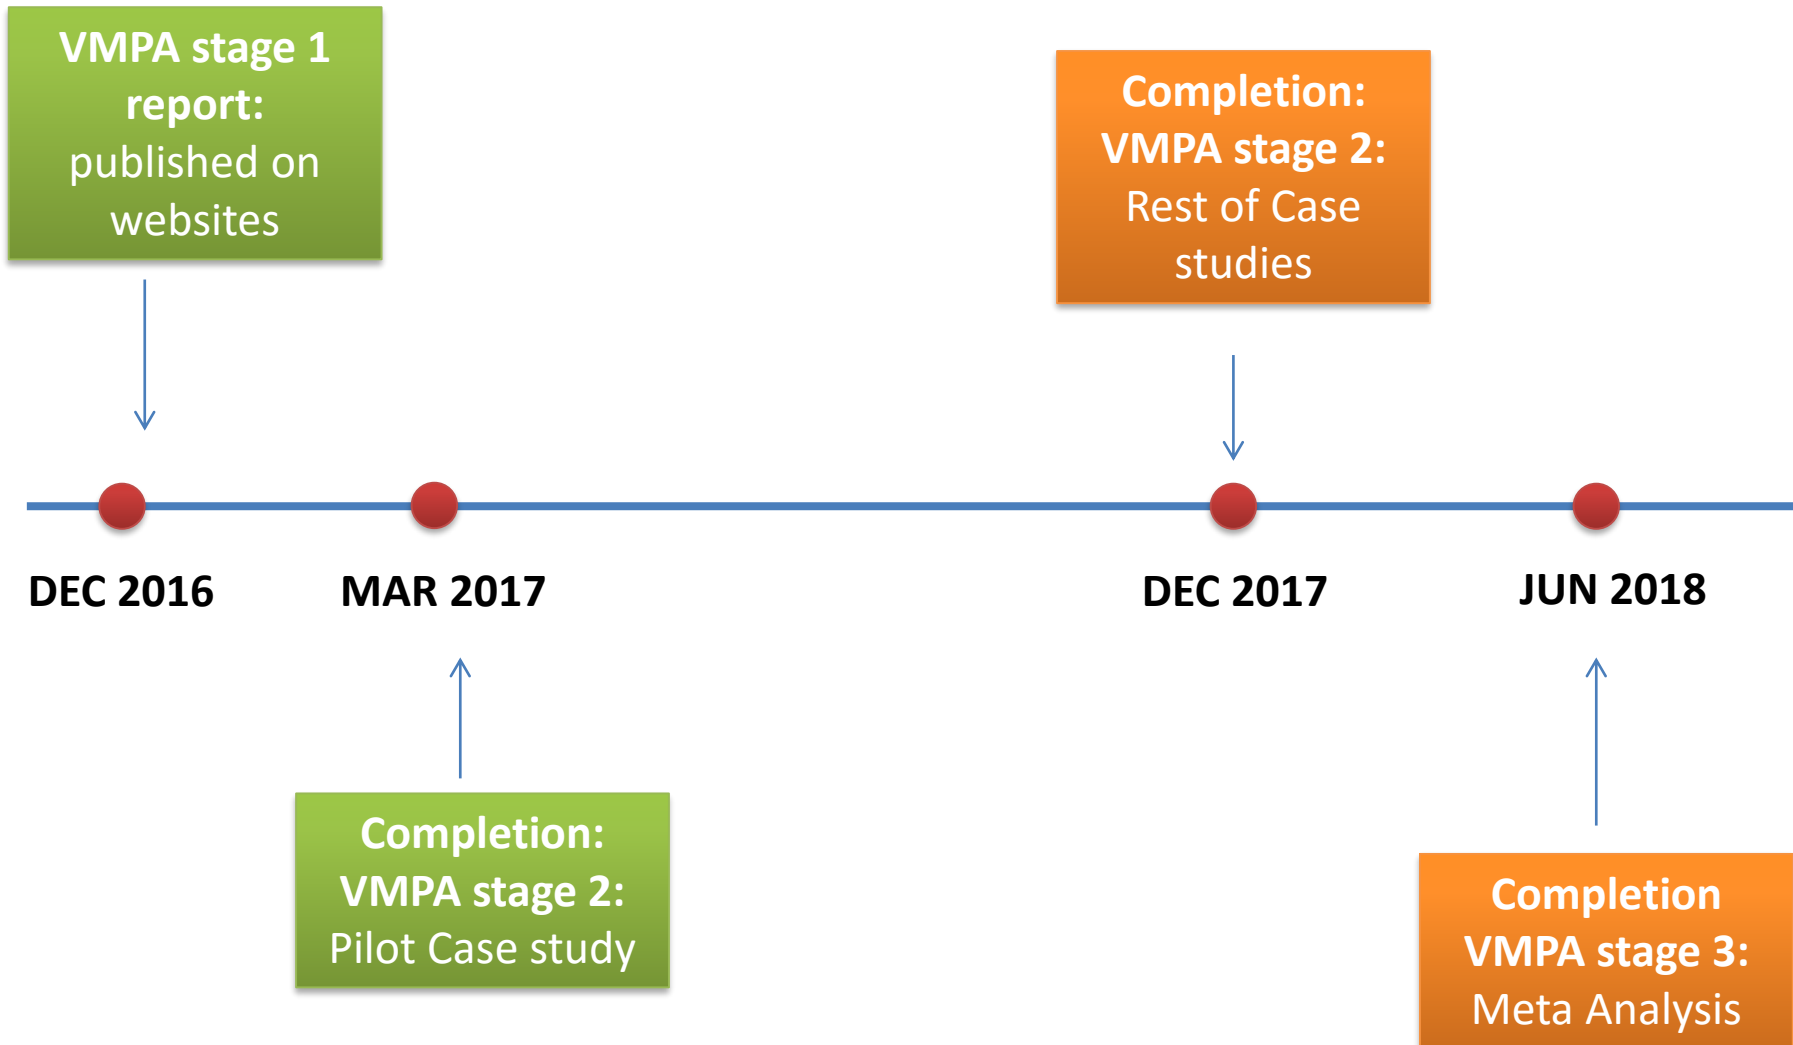 VMPA stage 1
report:
published on
websites
Completion:
VMPA stage 2:
Rest of Case
studies
DEC 2016
MAR 2017
DEC 2017
JUN 2018
Completion:
VMPA stage 2:
Pilot Case study
Completion
VMPA stage 3:
Meta Analysis